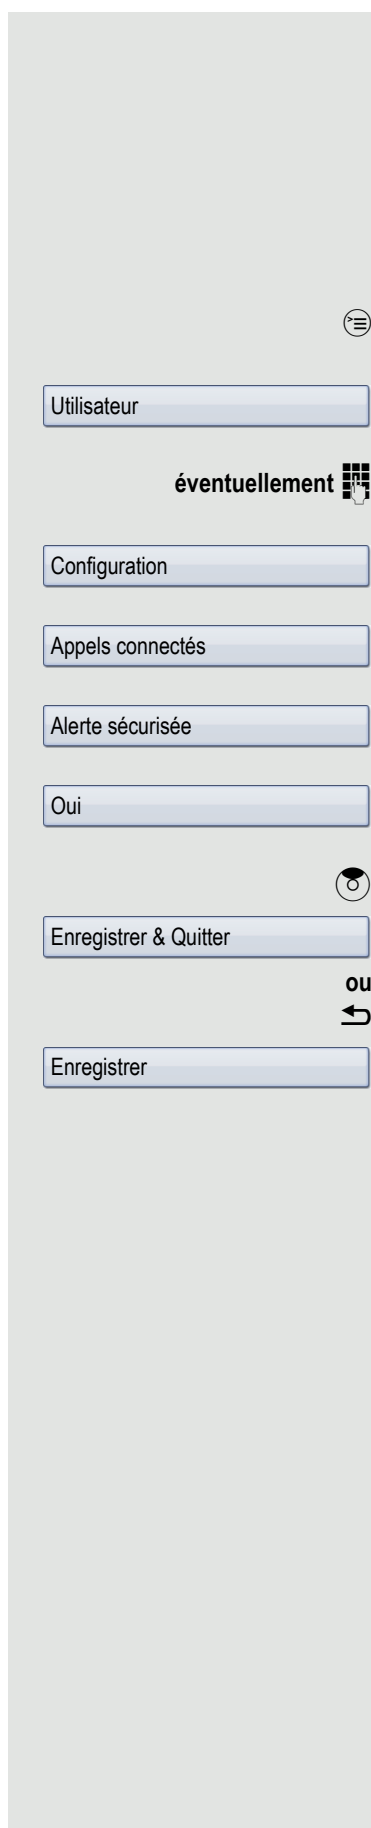 Utilisateur
éventuellement
Configuration
Appels connectés
Alerte sécurisée
Oui
Enregistrer & Quitter
ou
Enregistrer